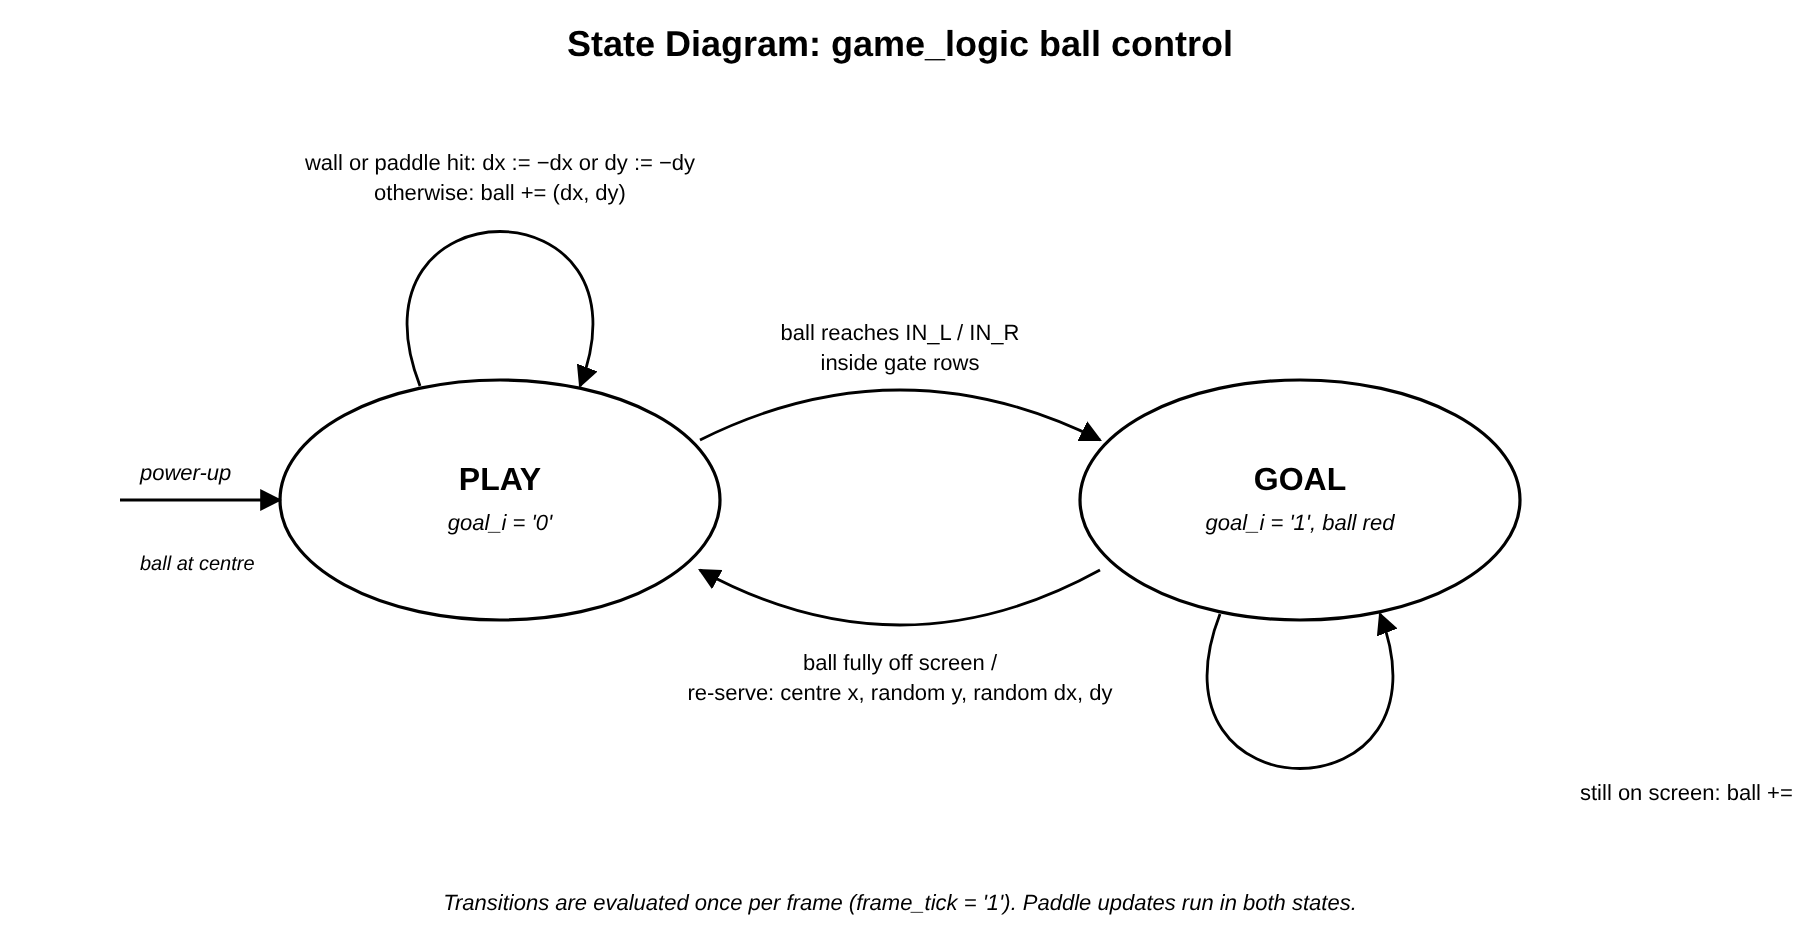 State Diagram: game_logic ball control
wall or paddle hit: dx := −dx or dy := −dy
otherwise: ball += (dx, dy)
ball reaches IN_L / IN_R
inside gate rows
power-up
PLAY
goal_i = '0'
GOAL
goal_i = '1', ball red
ball at centre
ball fully off screen /
re-serve: centre x, random y, random dx, dy
still on screen: ball +=
Transitions are evaluated once per frame (frame_tick = '1'). Paddle updates run in both states.